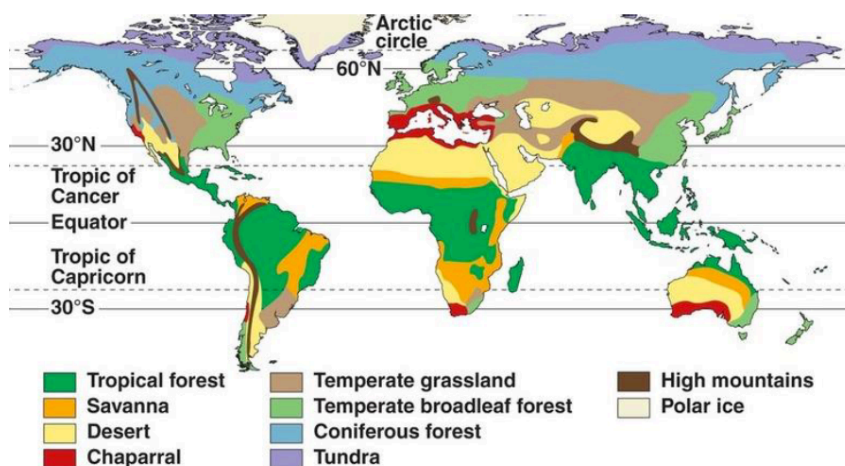 Arctic
circle
60°N
30°N
Tropic of
Cancer
Equator
Tropic of
Capricorn
30°S
Tropical forest
Savanna
Desert
Chaparral
Temperate grassland
Temperate broadleaf forest
Coniferous forest
Tundra
High mountains
Polar ice